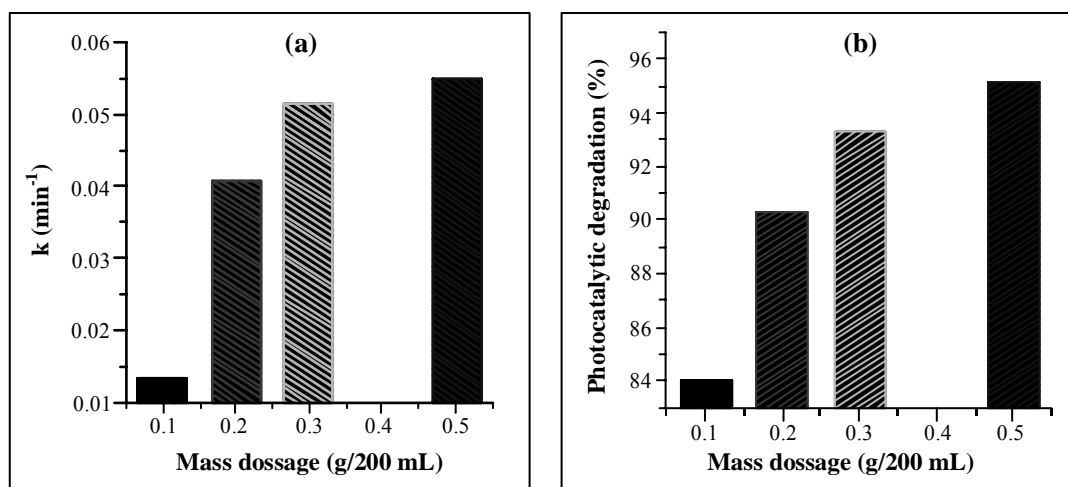 (a)
k (min⁻¹)
0.06
0.05
0.04
0.03
0.02
0.01
0.1 0.2 0.3 0.4 0.5
Mass dossage (g/200 mL)
(b)
Photocatalytic degradation (%)
96
94
92
90
88
86
84
0.1 0.2 0.3 0.4 0.5
Mass dossage (g/200 mL)